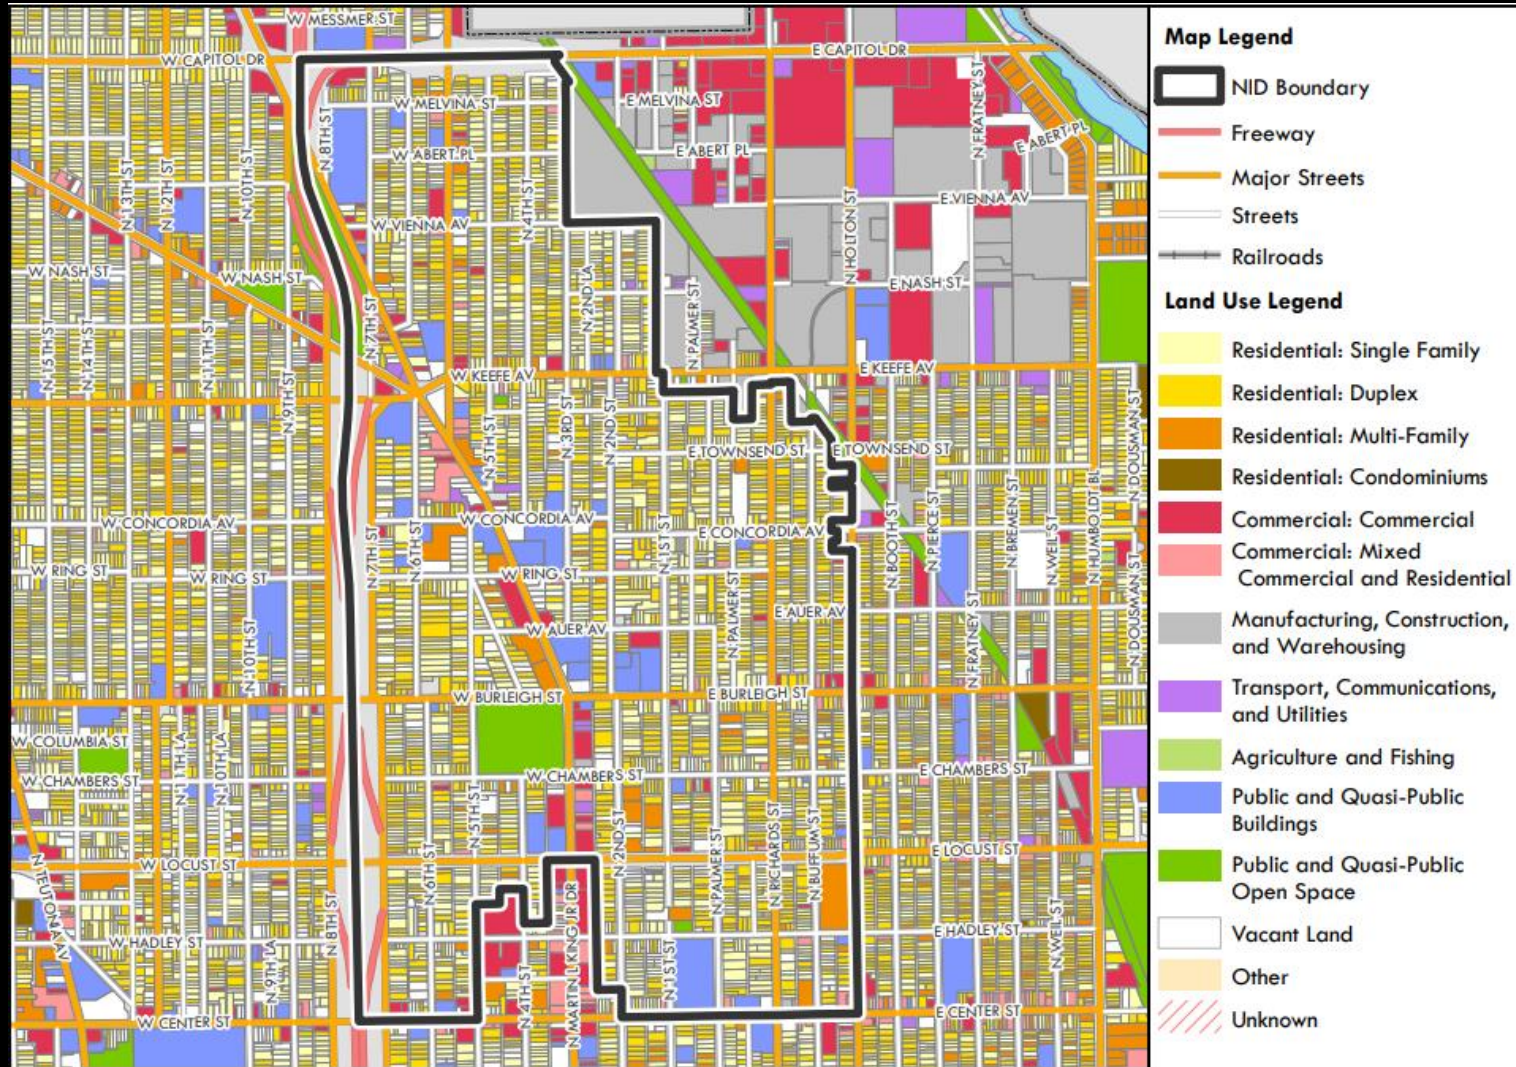 W MESSMER ST
W CAPITOL DR
E CAPITOL DR
N 8TH ST
W MELVINA ST
E MELVINA ST
N FRATNEY ST
E ABERT PL
W ABERT PL
E ABERT PL
N 13TH ST
N 12TH ST
N 10TH ST
N 4TH ST
W VIENNA AV
E VIENNA AV
N HOLTON ST
W NASH ST
W NASH ST
N 2ND LA
E NASH ST
N 15TH ST
N 14TH ST
N 11TH ST
N 7TH ST
N PALMER ST
W KEEFE AV
E KEEFE AV
N 9TH ST
N 5TH ST
N 3RD ST
N 2ND ST
N DOUSMAN ST
E TOWNSEND ST
E TOWNSEND ST
W CONCORDIA AV
W CONCORDIA AV
E CONCORDIA AV
N 7TH ST
N 6TH ST
N 1ST ST
N BOOTH ST
N PIERCE ST
N BREMEN ST
N WEIL ST
N HUMBOLDT BL
W RING ST
W RING ST
W RING ST
N PALMER ST
E AUER AV
W AUER AV
N 10TH ST
N FRATNEY ST
N DOUSMAN ST
W BURLEIGH ST
E BURLEIGH ST
W COLUMBIA ST
N 11TH LA
N 10TH LA
W CHAMBERS ST
W CHAMBERS ST
E CHAMBERS ST
N 5TH ST
N 2ND ST
N PALMER ST
N RICHARDS ST
N BUFFUM ST
W LOCUST ST
E LOCUST ST
N TEUTONIA AV
N 8TH ST
N 6TH ST
N MARTIN L KING JR DR
W HADLEY ST
E HADLEY ST
N 9TH LA
N 4TH ST
N 1ST ST
N WEIL ST
W CENTER ST
E CENTER ST
Map Legend
NID Boundary
Freeway
Major Streets
Streets
Railroads
Land Use Legend
Residential: Single Family
Residential: Duplex
Residential: Multi-Family
Residential: Condominiums
Commercial: Commercial
Commercial: Mixed
Commercial and Residential
Manufacturing, Construction,
and Warehousing
Transport, Communications,
and Utilities
Agriculture and Fishing
Public and Quasi-Public
Buildings
Public and Quasi-Public
Open Space
Vacant Land
Other
Unknown